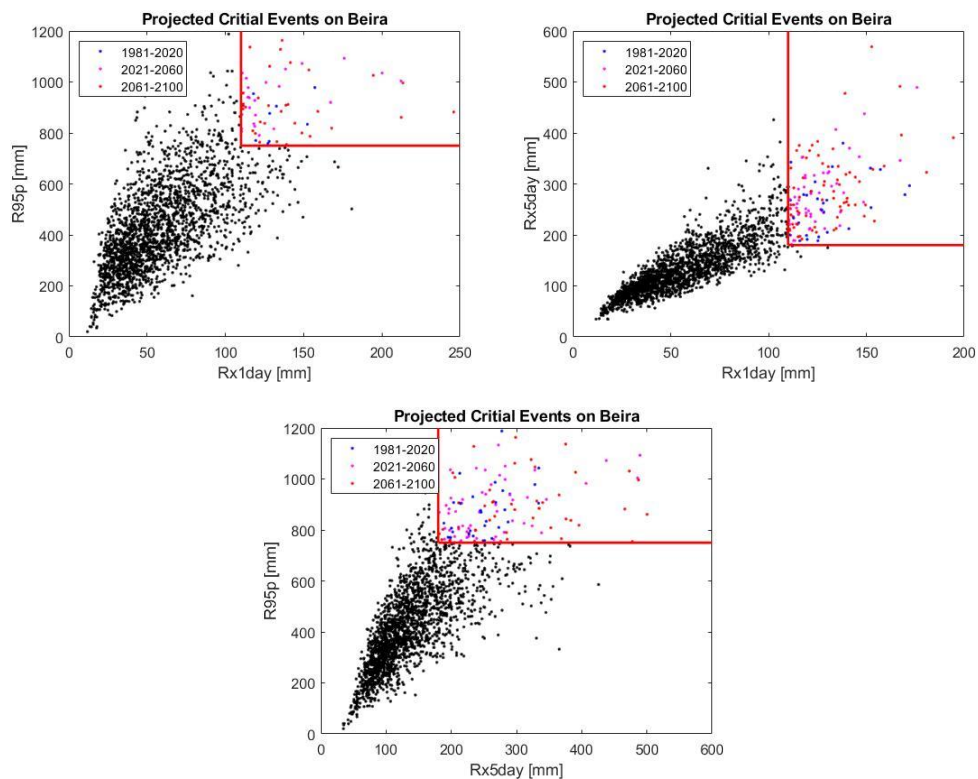 Projected Critial Events on Beira
1200
1000
800
600
400
200
0
R95p [mm]
1981-2020
2021-2060
2061-2100
0 50 100 150 200 250
Rx1day [mm]
Projected Critial Events on Beira
600
500
400
300
200
100
0
Rx5day [mm]
1981-2020
2021-2060
2061-2100
0 50 100 150 200
Rx1day [mm]
Projected Critial Events on Beira
1200
1000
800
600
400
200
0
R95p [mm]
1981-2020
2021-2060
2061-2100
0 100 200 300 400 500 600
Rx5day [mm]